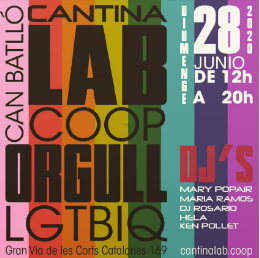 CAN BATLLÓ
CANTINA
LAB
COOP
ORGULL
LGTBIQ
Gran Via de les Corts Catalanes 169
DIUMENGE
28
2020
JUNIO
DE 12h
A 20h
DJ'S
MARY POPAIR
MARIA RAMOS
DJ ROSARIO
HELA
KEN POLLET
cantinalab.coop